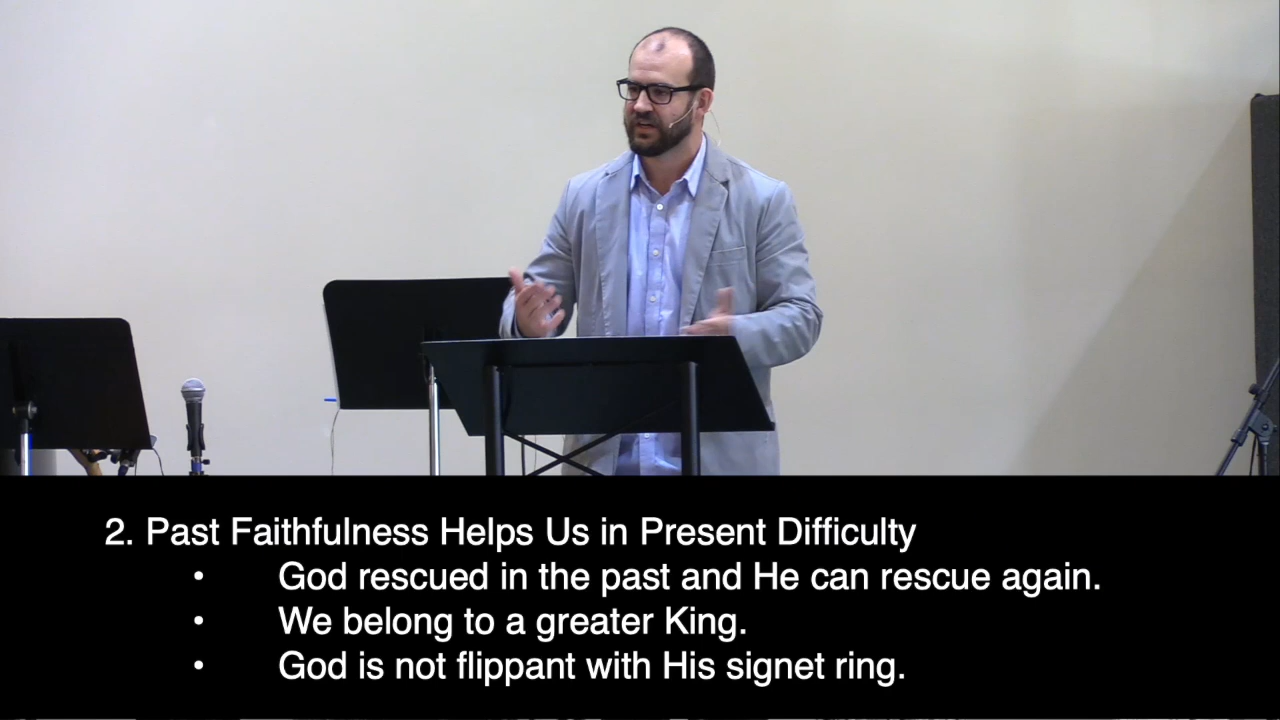 2. Past Faithfulness Helps Us in Present Difficulty
• God rescued in the past and He can rescue again.
• We belong to a greater King.
• God is not flippant with His signet ring.